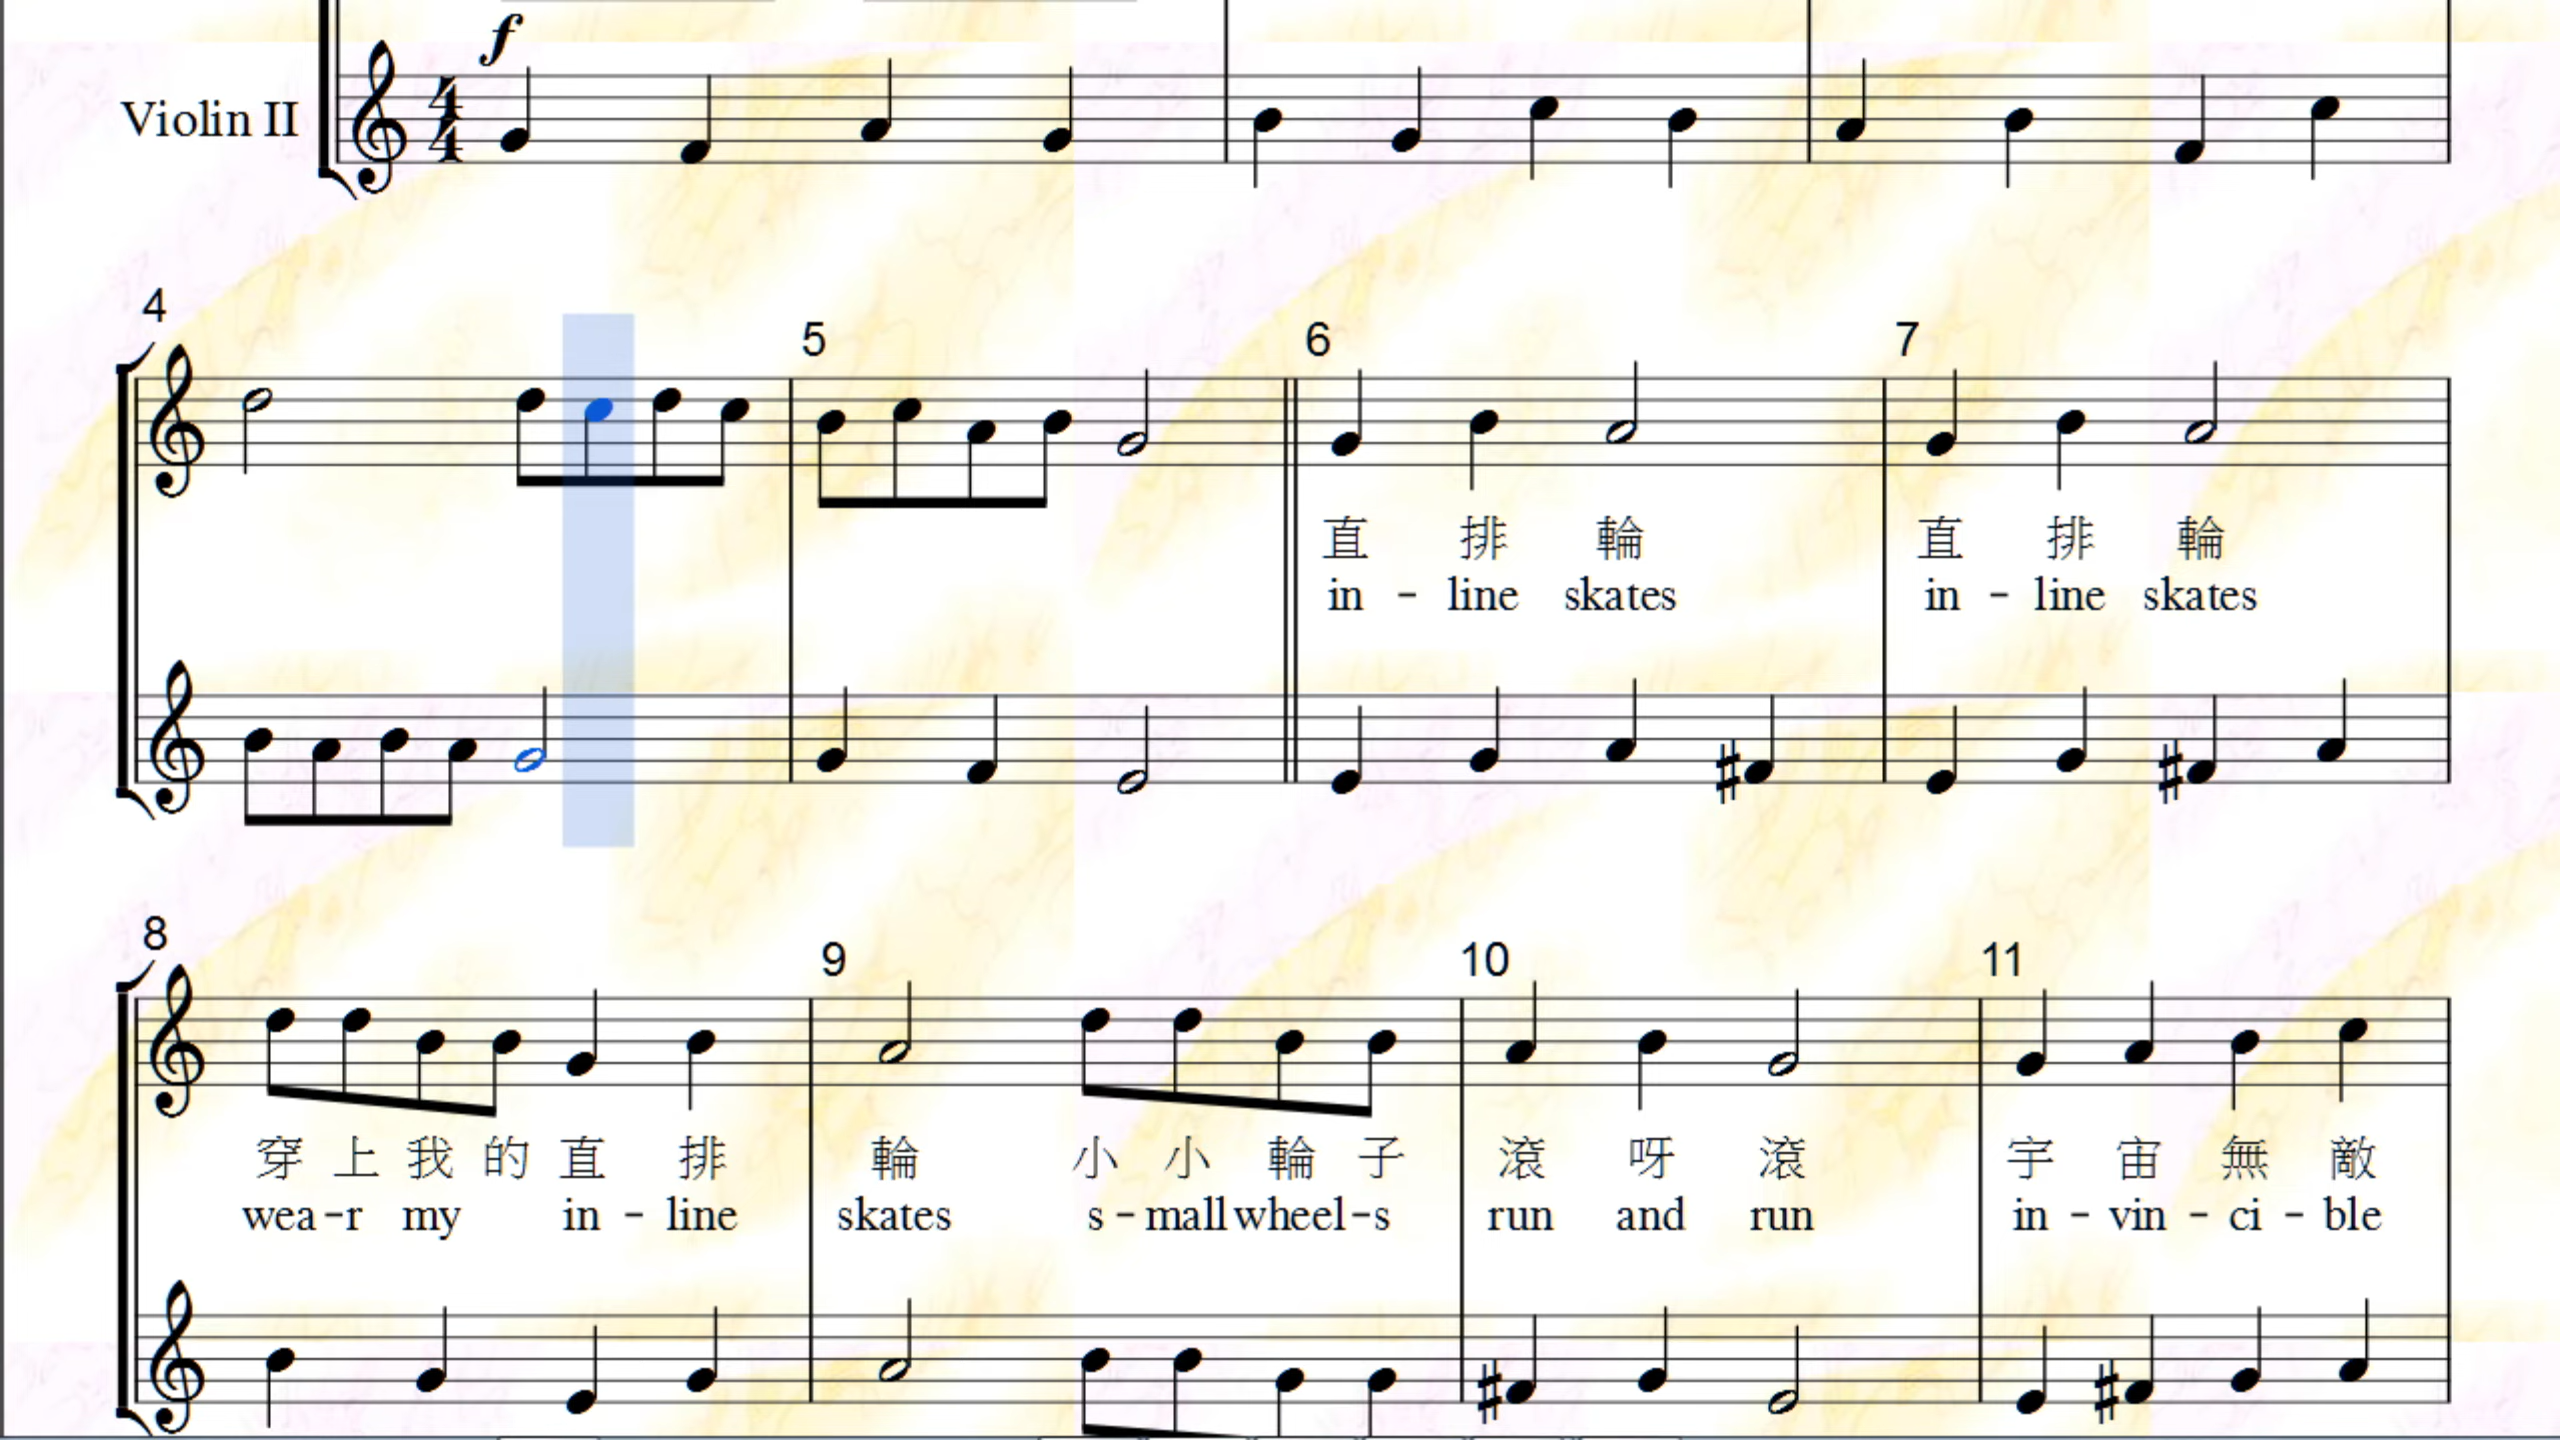 f
Violin II
4
4
4 5 6 7
直 排 輪 直 排 輪
in - line skates in - line skates
8 9 10 11
穿 上 我 的 直 排 輪 小 小 輪 子 滾 呀 滾 宇 宙 無 敵
wea-r my in - line skates s-mall wheel-s run and run in - vin - ci - ble